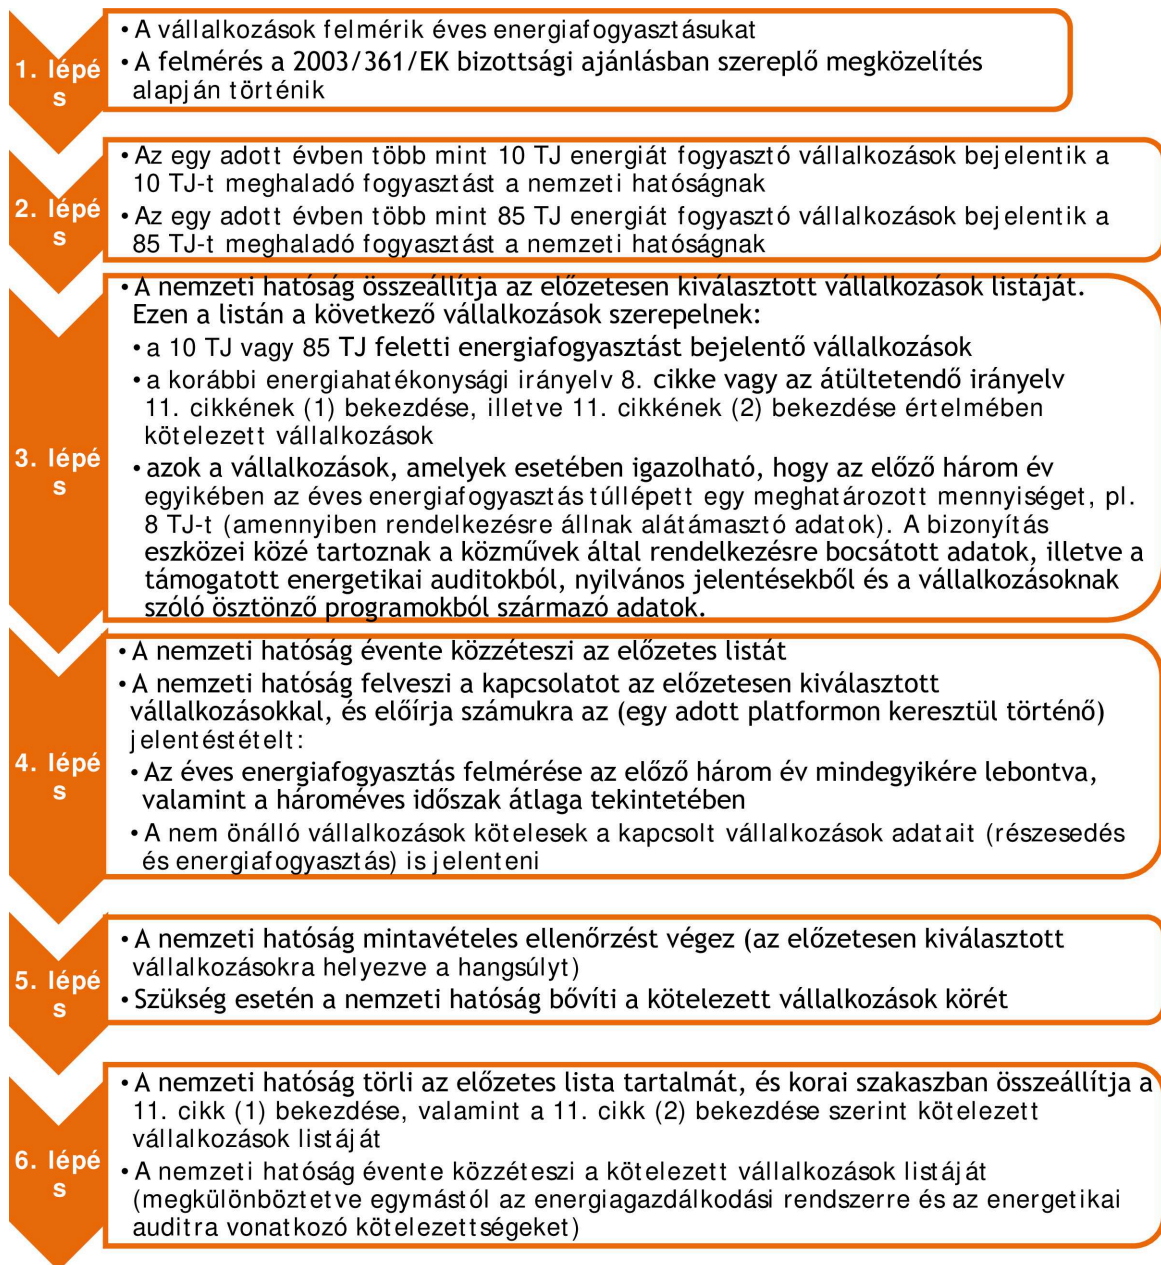 1. lépé
s
• A vállalkozások felmérik éves energiafogyasztásukat
• A felmérés a 2003/361/EK bizottsági ajánlásban szereplő megközelítés
alapján történik
2. lépé
s
• Az egy adott évben több mint 10 TJ energiát fogyasztó vállalkozások bejelentik a
10 TJ-t meghaladó fogyasztást a nemzeti hatóságnak
• Az egy adott évben több mint 85 TJ energiát fogyasztó vállalkozások bejelentik a
85 TJ-t meghaladó fogyasztást a nemzeti hatóságnak
3. lépé
s
• A nemzeti hatóság összeállítja az előzetesen kiválasztott vállalkozások listáját.
Ezen a listán a következő vállalkozások szerepelnek:
• a 10 TJ vagy 85 TJ feletti energiafogyasztást bejelentő vállalkozások
• a korábbi energiahatékonysági irányelv 8. cikke vagy az átültetendő irányelv
11. cikkének (1) bekezdése, illetve 11. cikkének (2) bekezdése értelmében
kötelezett vállalkozások
• azok a vállalkozások, amelyek esetében igazolható, hogy az előző három év
egyikében az éves energiafogyasztás túllépett egy meghatározott mennyiséget, pl.
8 TJ-t (amennyiben rendelkezésre állnak alátámasztó adatok). A bizonyítás
eszközei közé tartoznak a közművek által rendelkezésre bocsátott adatok, illetve a
támogatott energetikai auditokból, nyilvános jelentésekből és a vállalkozásoknak
szóló ösztönző programokból származó adatok.
4. lépé
s
• A nemzeti hatóság évente közzéteszi az előzetes listát
• A nemzeti hatóság felveszi a kapcsolatot az előzetesen kiválasztott
vállalkozásokkal, és előírja számukra az (egy adott platformon keresztül történő)
jelentéstételt:
• Az éves energiafogyasztás felmérése az előző három év mindegyikére lebontva,
valamint a hároméves időszak átlaga tekintetében
• A nem önálló vállalkozások kötelesek a kapcsolt vállalkozások adatait (részesedés
és energiafogyasztás) is jelenteni
5. lépé
s
• A nemzeti hatóság mintavételes ellenőrzést végez (az előzetesen kiválasztott
vállalkozásokra helyezve a hangsúlyt)
• Szükség esetén a nemzeti hatóság bővíti a kötelezett vállalkozások körét
6. lépé
s
• A nemzeti hatóság törli az előzetes lista tartalmát, és korai szakaszban összeállítja a
11. cikk (1) bekezdése, valamint a 11. cikk (2) bekezdése szerint kötelezett
vállalkozások listáját
• A nemzeti hatóság évente közzéteszi a kötelezett vállalkozások listáját
(megkülönböztetve egymástól az energiagazdálkodási rendszerre és az energetikai
auditra vonatkozó kötelezettségeket)